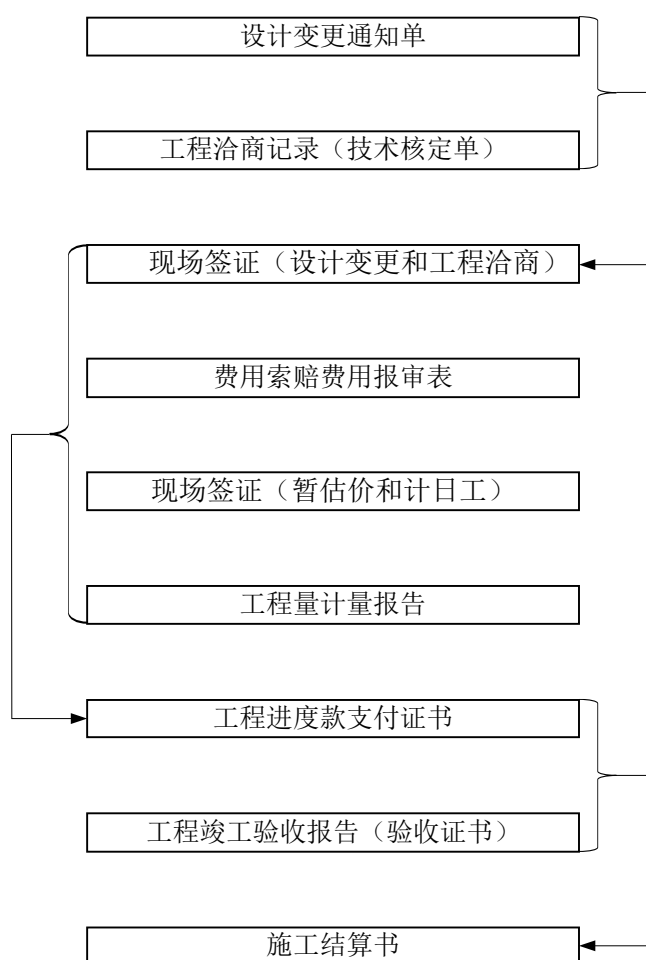 设计变更通知单
工程洽商记录（技术核定单）
现场签证（设计变更和工程洽商）
费用索赔费用报审表
现场签证（暂估价和计日工）
工程量计量报告
工程进度款支付证书
工程竣工验收报告（验收证书）
施工结算书